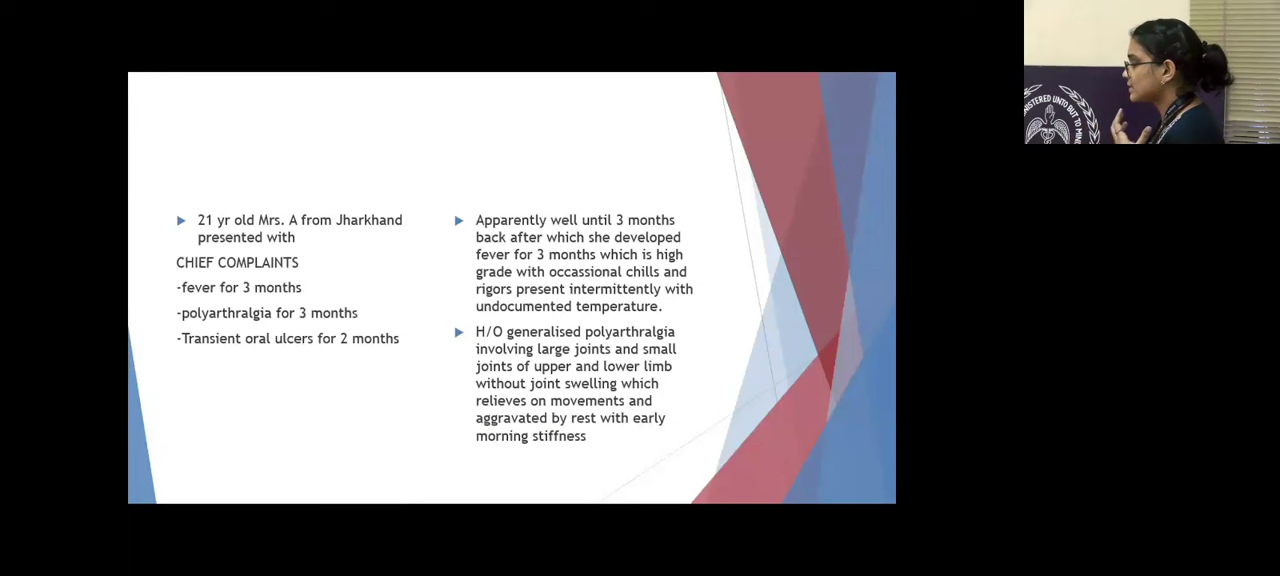 21 yr old Mrs. A from Jharkhand
presented with
CHIEF COMPLAINTS
-fever for 3 months
-polyarthralgia for 3 months
-Transient oral ulcers for 2 months
Apparently well until 3 months
back after which she developed
fever for 3 months which is high
grade with occassional chills and
rigors present intermittently with
undocumented temperature.
H/O generalised polyarthralgia
involving large joints and small
joints of upper and lower limb
without joint swelling which
relieves on movements and
aggravated by rest with early
morning stiffness
UNTO BUT TO